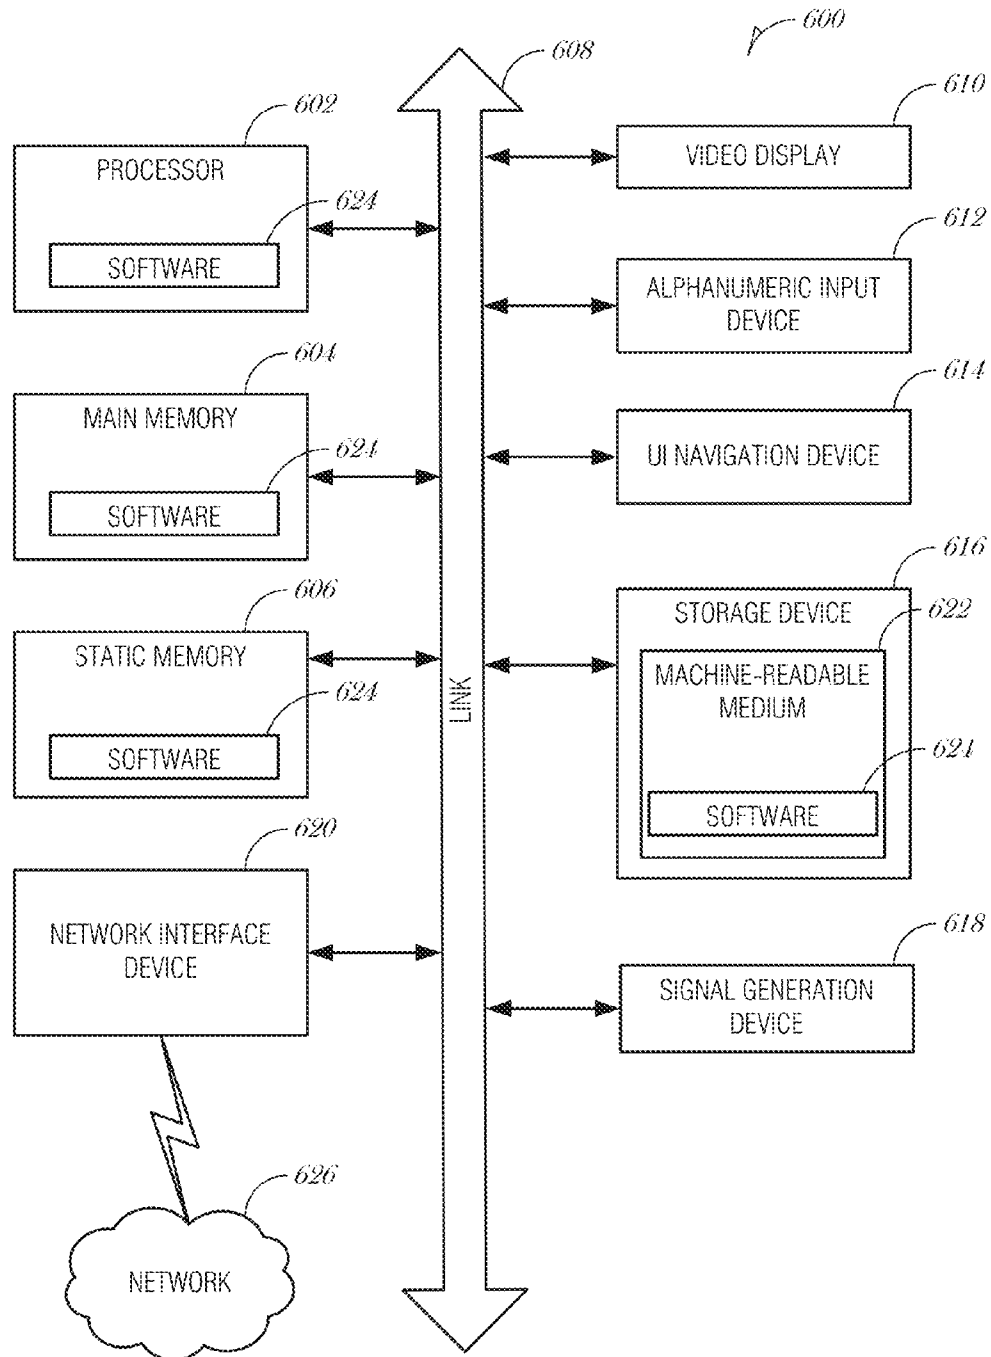 600
608
602
PROCESSOR
624
SOFTWARE
604
MAIN MEMORY
624
SOFTWARE
606
STATIC MEMORY
624
SOFTWARE
620
NETWORK INTERFACE
DEVICE
626
NETWORK
LINK
610
VIDEO DISPLAY
612
ALPHANUMERIC INPUT
DEVICE
614
UI NAVIGATION DEVICE
616
STORAGE DEVICE
622
MACHINE-READABLE
MEDIUM
624
SOFTWARE
618
SIGNAL GENERATION
DEVICE